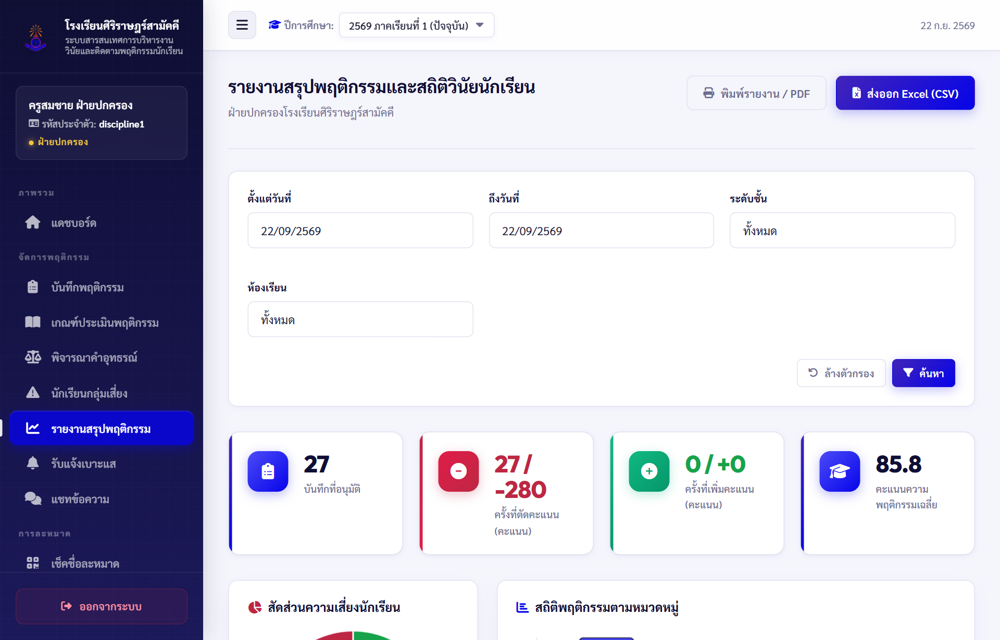 โรงเรียนศิริราษฎร์สามัคคี
ระบบสารสนเทศการบริหารงาน
วินัยและติดตามพฤติกรรมนักเรียน
ครูสมชาย ฝ่ายปกครอง
รหัสประจำตัว: discipline1
ฝ่ายปกครอง
ภาพรวม
แดชบอร์ด
จัดการพฤติกรรม
บันทึกพฤติกรรม
เกณฑ์ประเมินพฤติกรรม
พิจารณาคำอุทธรณ์
นักเรียนกลุ่มเสี่ยง
รายงานสรุปพฤติกรรม
รับแจ้งเบาะแส
แชทข้อความ
การละหมาด
เช็คชื่อละหมาด
ออกจากระบบ
ปีการศึกษา: 2569 ภาคเรียนที่ 1 (ปัจจุบัน)
22 ก.ย. 2569
รายงานสรุปพฤติกรรมและสถิติวินัยนักเรียน
ฝ่ายปกครองโรงเรียนศิริราษฎร์สามัคคี
พิมพ์รายงาน / PDF
ส่งออก Excel (CSV)
ตั้งแต่วันที่
22/09/2569
ถึงวันที่
22/09/2569
ระดับชั้น
ทั้งหมด
ห้องเรียน
ทั้งหมด
ล้างตัวกรอง
ค้นหา
27
บันทึกที่อนุมัติ
27 /
-280
ครั้งที่ตัดคะแนน
(คะแนน)
0 / +0
ครั้งที่เพิ่มคะแนน
(คะแนน)
85.8
คะแนนความ
พฤติกรรมเฉลี่ย
สัดส่วนความเสี่ยงนักเรียน
สถิติพฤติกรรมตามหมวดหมู่